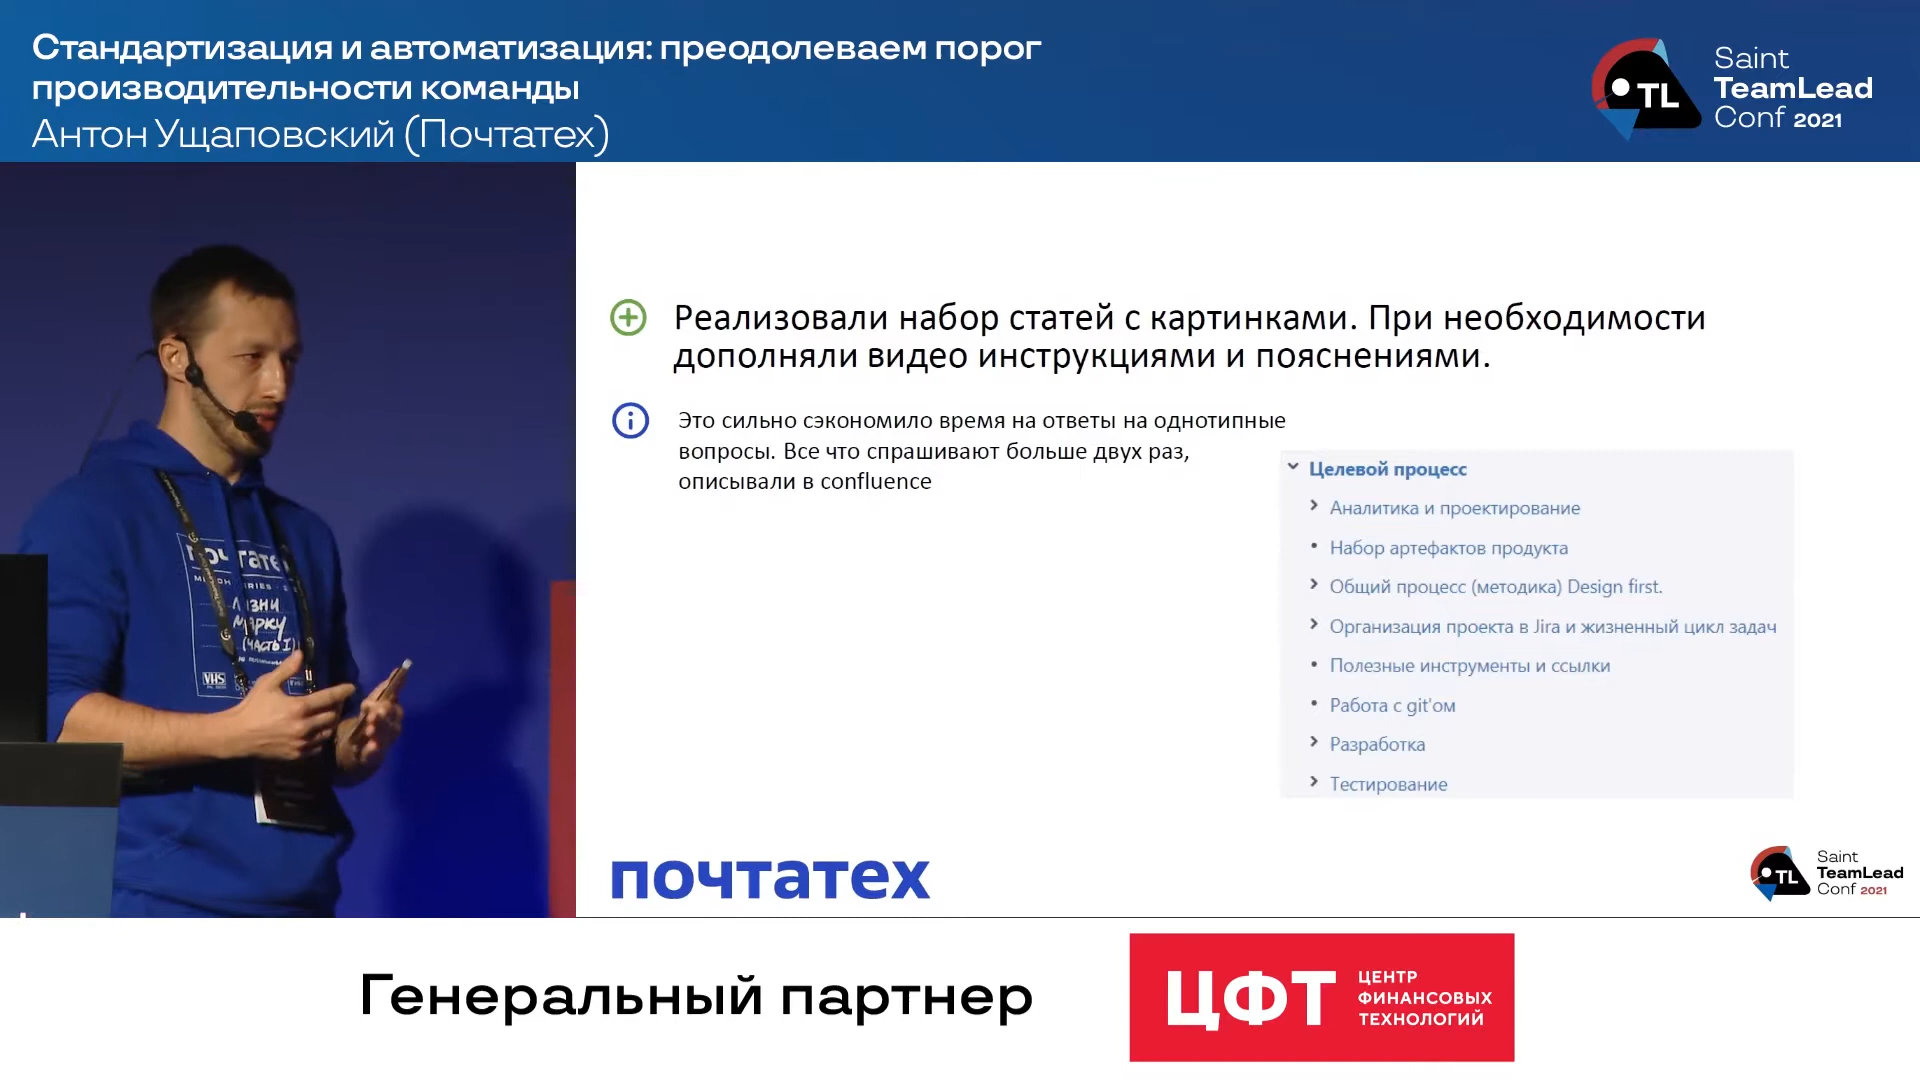 Стандартизация и автоматизация: преодолеваем порог
производительности команды
Антон Ущаповский (Почтатех)
TL
Saint
TeamLead
Conf 2021
Реализовали набор статей с картинками. При необходимости
дополняли видео инструкциями и пояснениями.
Это сильно сэкономило время на ответы на однотипные
вопросы. Все что спрашивают больше двух раз,
описывали в confluence
Целевой процесс
Аналитика и проектирование
Набор артефактов продукта
Общий процесс (методика) Design first.
Организация проекта в Jira и жизненный цикл задач
Полезные инструменты и ссылки
Работа с git'ом
Разработка
Тестирование
(ЧАСТЬ I)
VHS
почтатех
TL
Saint
TeamLead
Conf 2021
Генеральный партнер
ЦФТ
ЦЕНТР
ФИНАНСОВЫХ
ТЕХНОЛОГИЙ